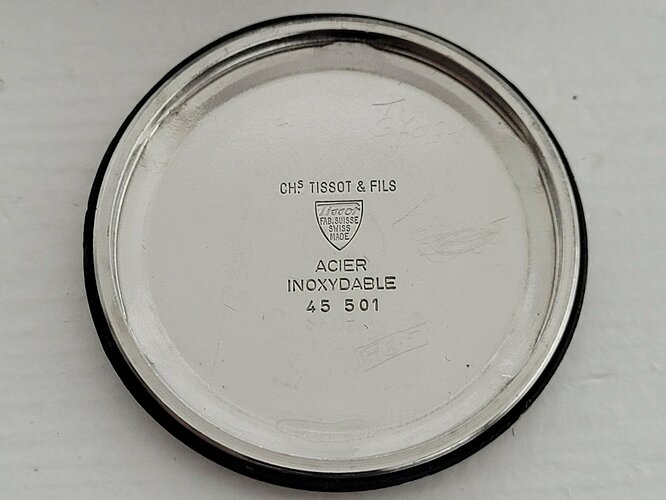 CHS. TISSOT & FILS
Tissot
FAB. SUISSE
SWISS
MADE
ACIER
INOXYDABLE
45 501